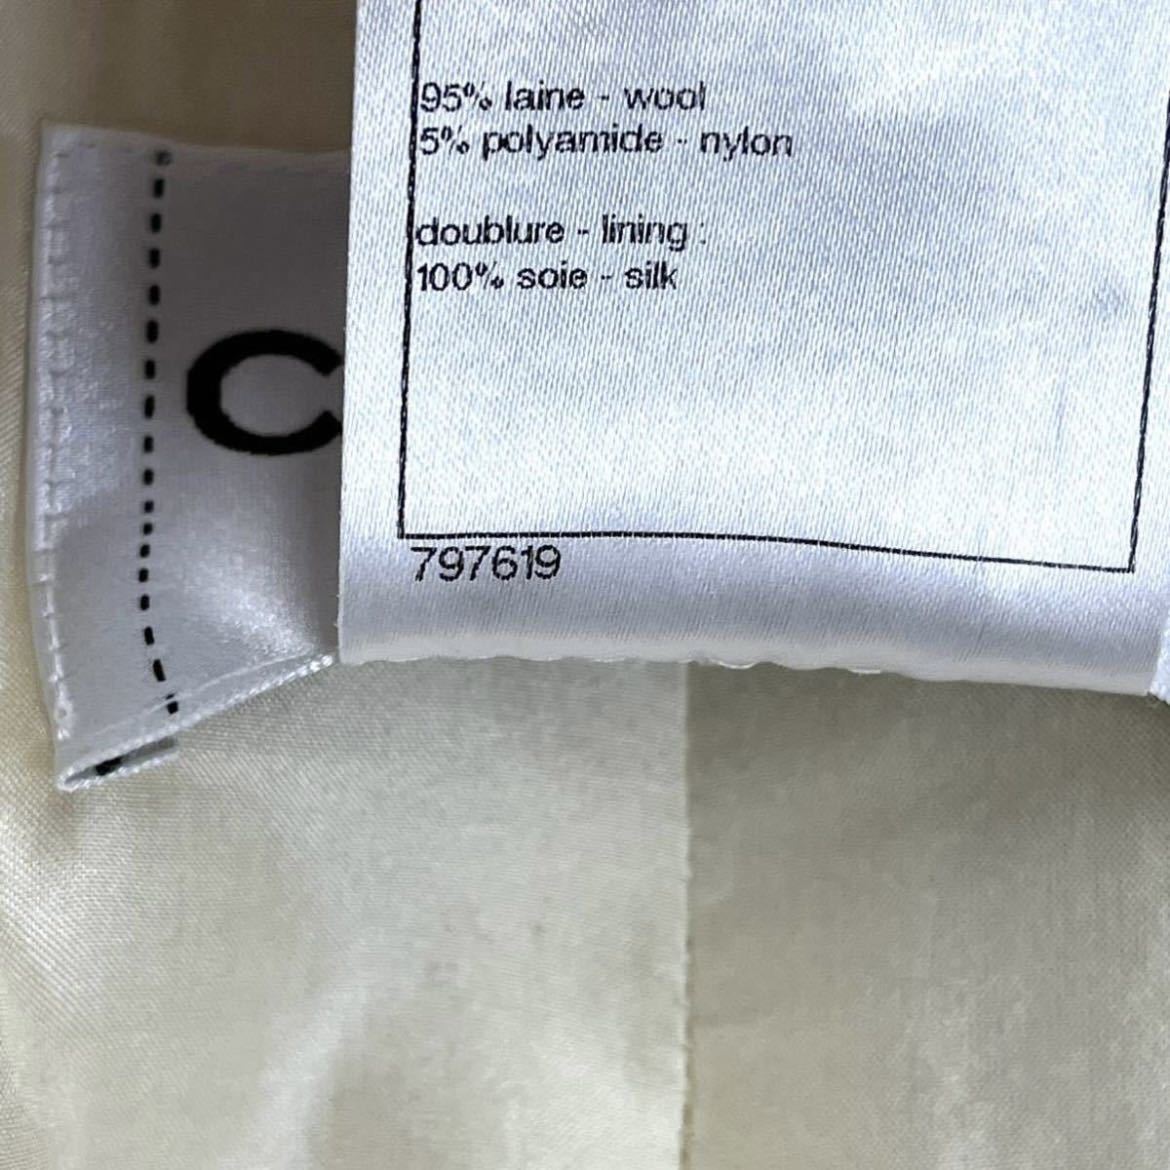 95% laine - wool
5% polyamide - nylon
doublure - lining :
100% soie - silk
C
797619